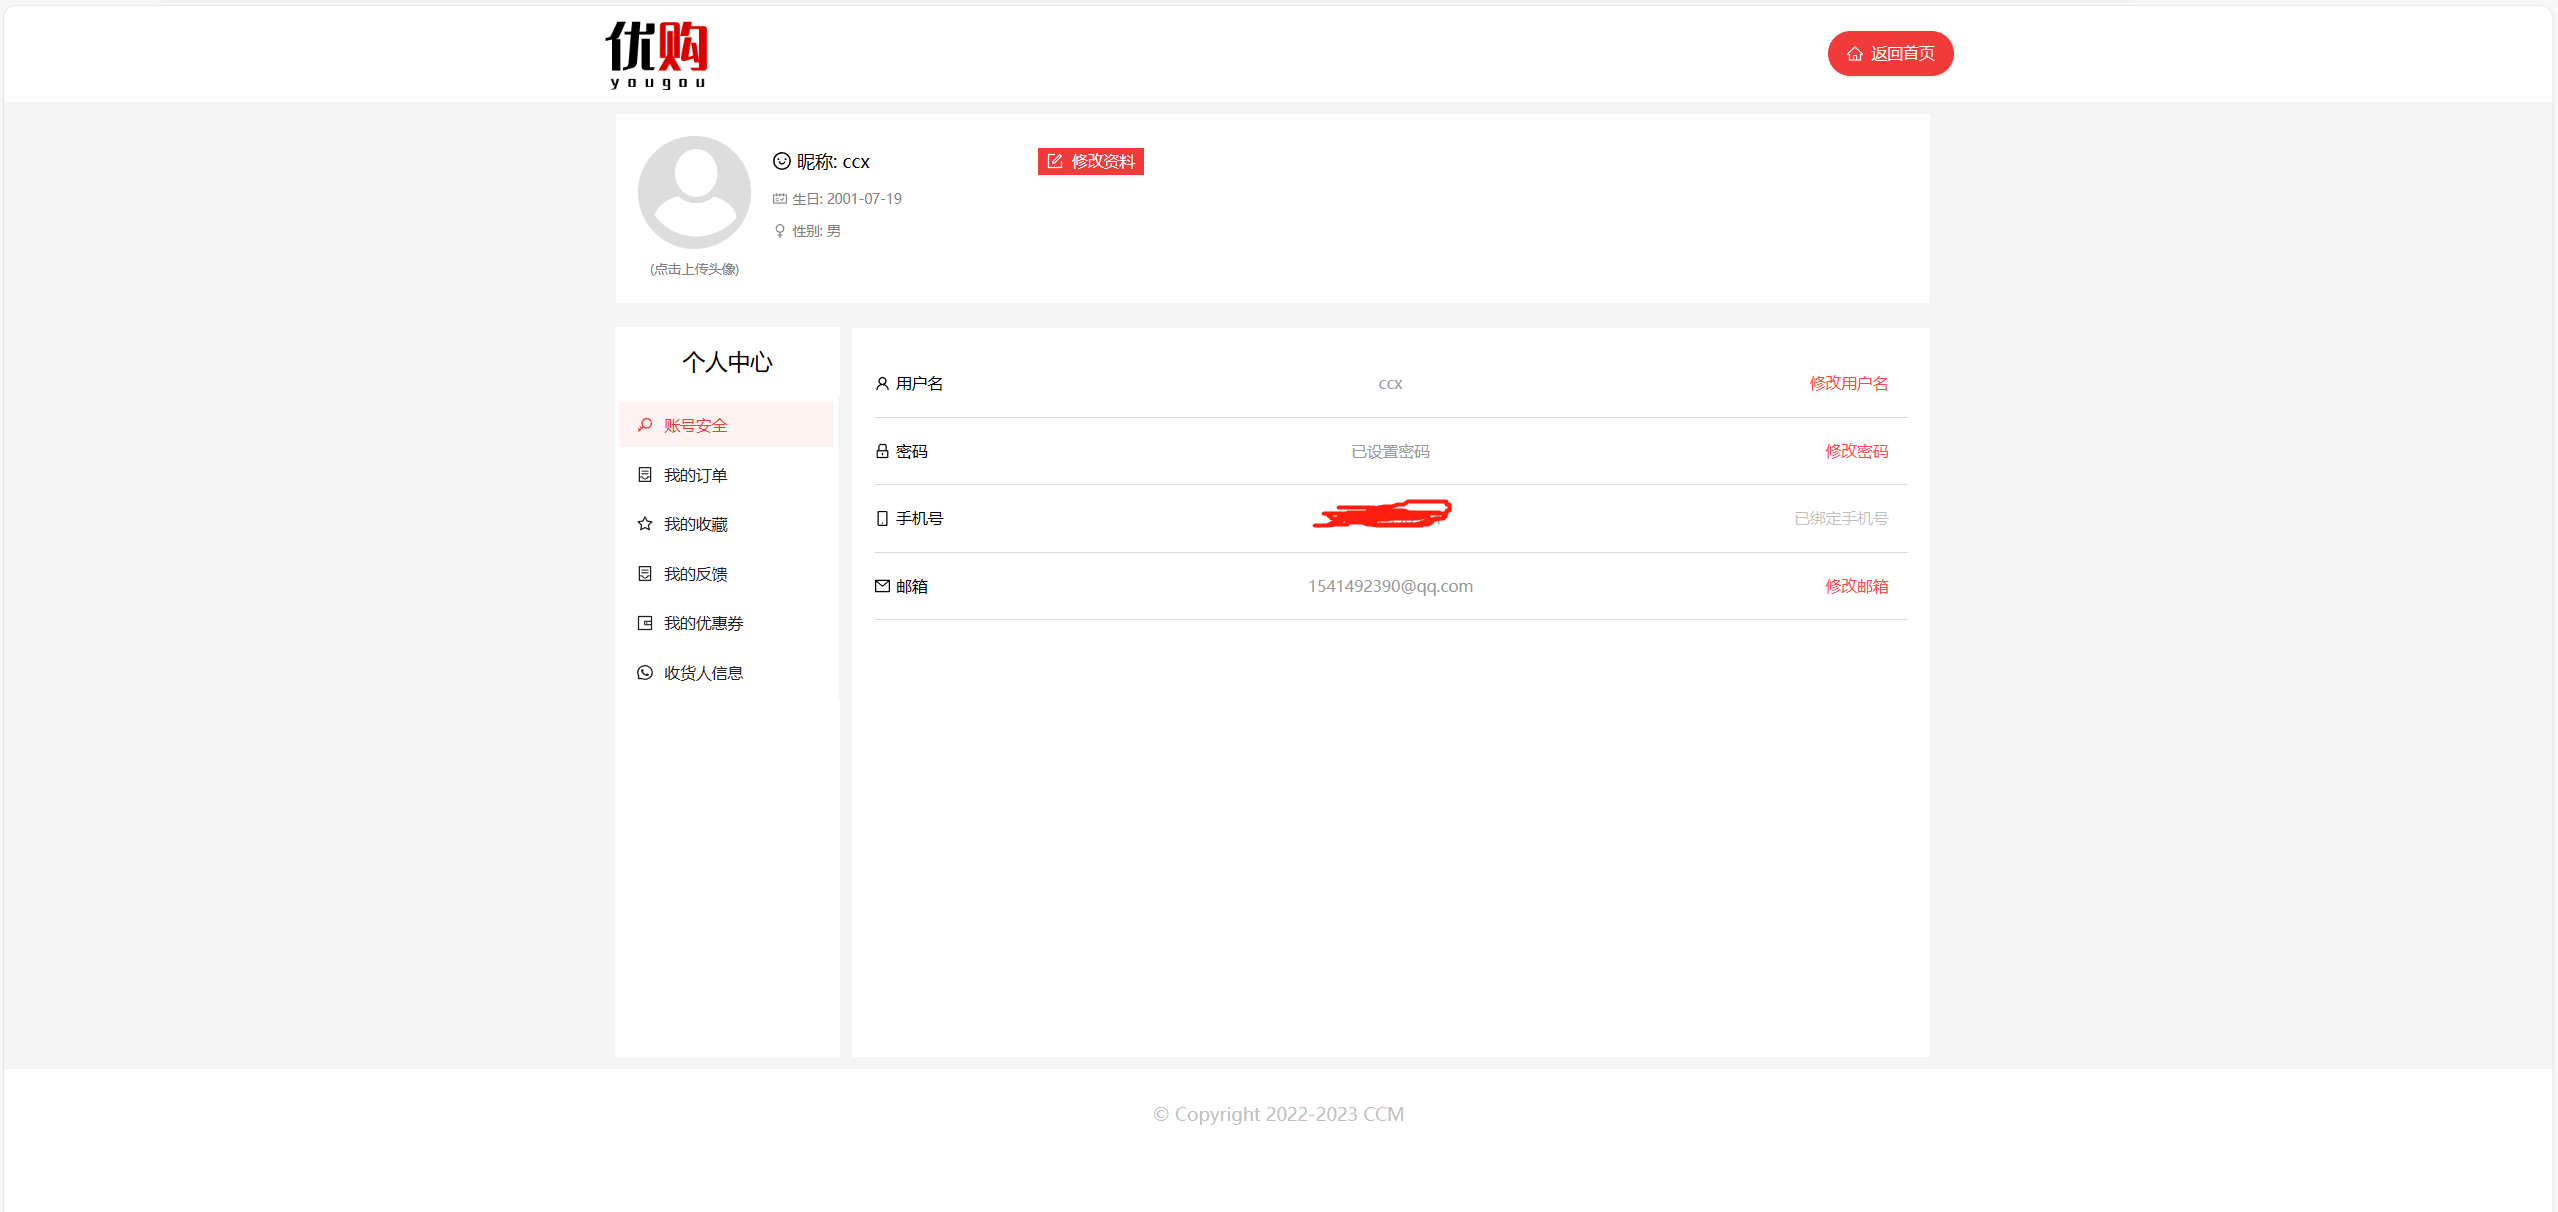 优购
yougou
返回首页
昵称: ccx
修改资料
生日: 2001-07-19
性别: 男
(点击上传头像)
个人中心
账号安全
我的订单
我的收藏
我的反馈
我的优惠券
收货人信息
用户名 ccx 修改用户名
密码 已设置密码 修改密码
手机号 已绑定手机号
邮箱 1541492390@qq.com 修改邮箱
© Copyright 2022-2023 CCM